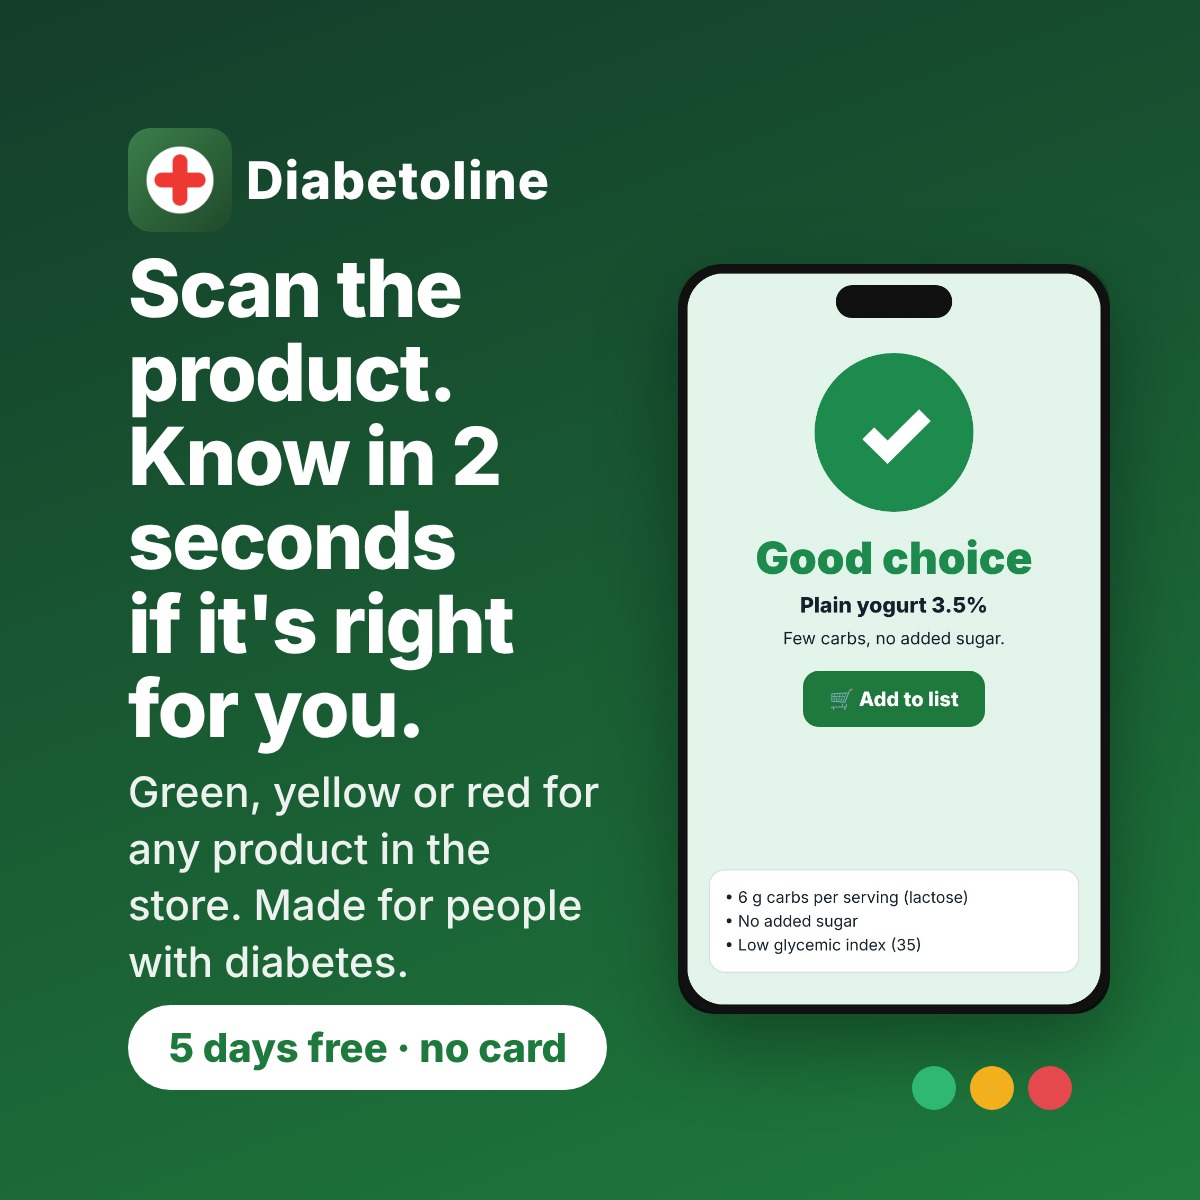 Diabetoline
Scan the
product.
Know in 2
seconds
if it's right
for you.
Green, yellow or red for
any product in the
store. Made for people
with diabetes.
5 days free · no card
Good choice
Plain yogurt 3.5%
Few carbs, no added sugar.
🛒 Add to list
• 6 g carbs per serving (lactose)
• No added sugar
• Low glycemic index (35)